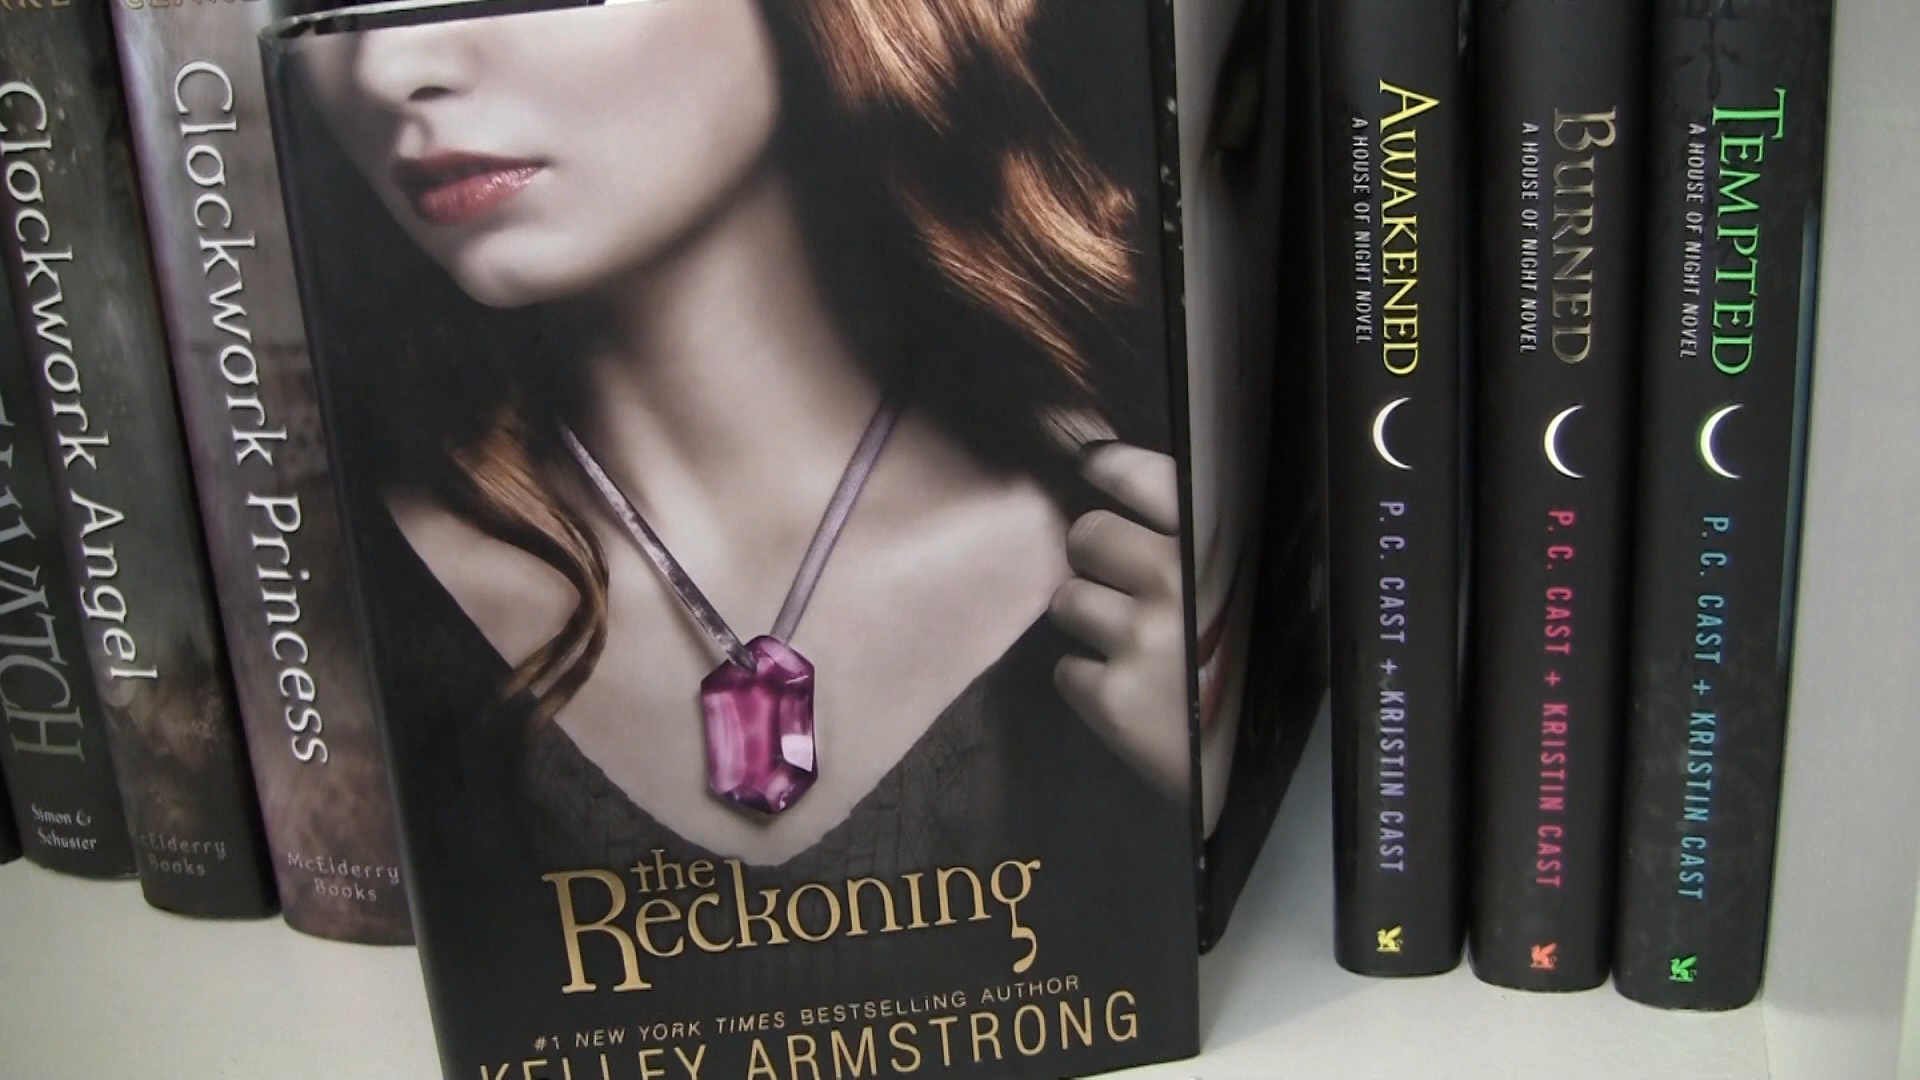 Clockwork Angel
Simon &
Schuster
Clockwork Princess
McElderry
Books
McElderry
Books
the
Reckoning
#1 NEW YORK TIMES BESTSELLING AUTHOR
KELLEY ARMSTRONG
AWAKENED
A HOUSE OF NIGHT NOVEL
P. C. CAST + KRISTIN CAST
BURNED
A HOUSE OF NIGHT NOVEL
P. C. CAST + KRISTIN CAST
TEMPTED
A HOUSE OF NIGHT NOVEL
P. C. CAST + KRISTIN CAST